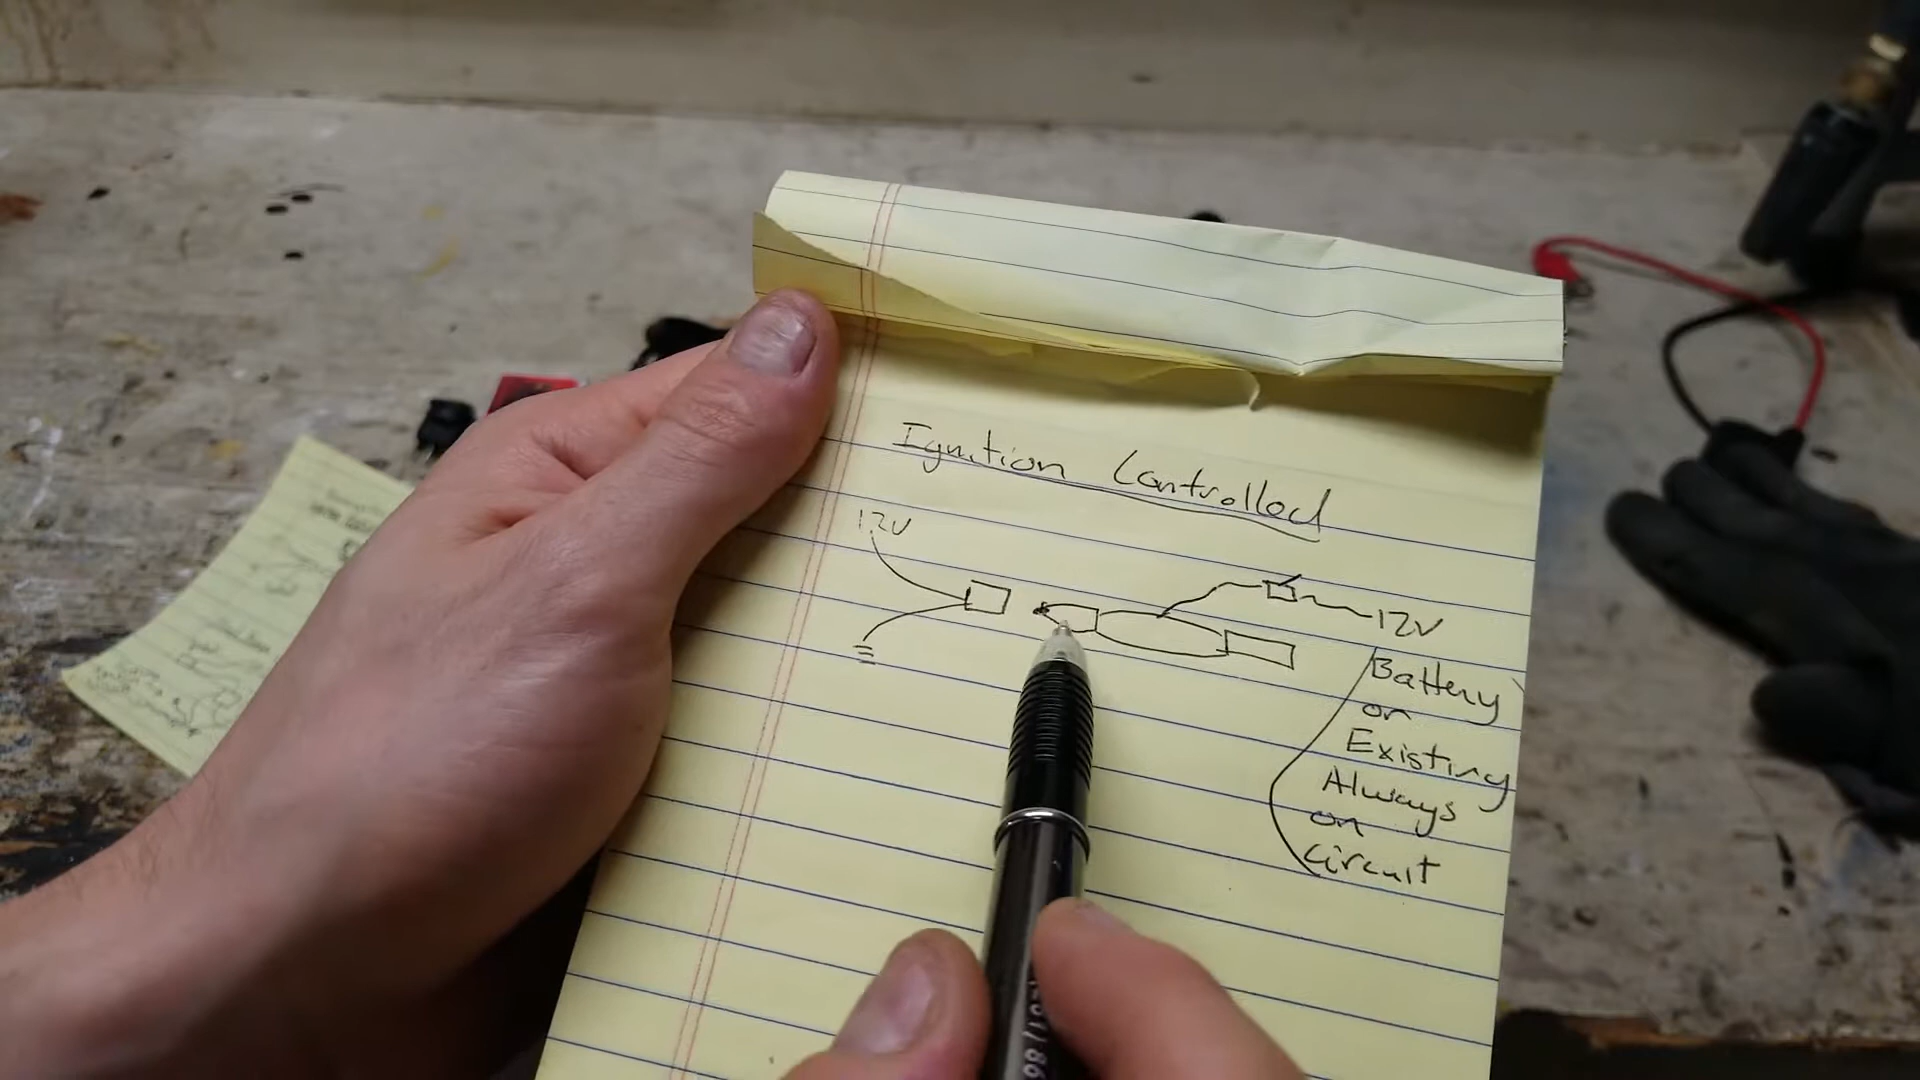 Ignition Controlled
12V
12V
Battery
or
Existing
Always
on
Circuit